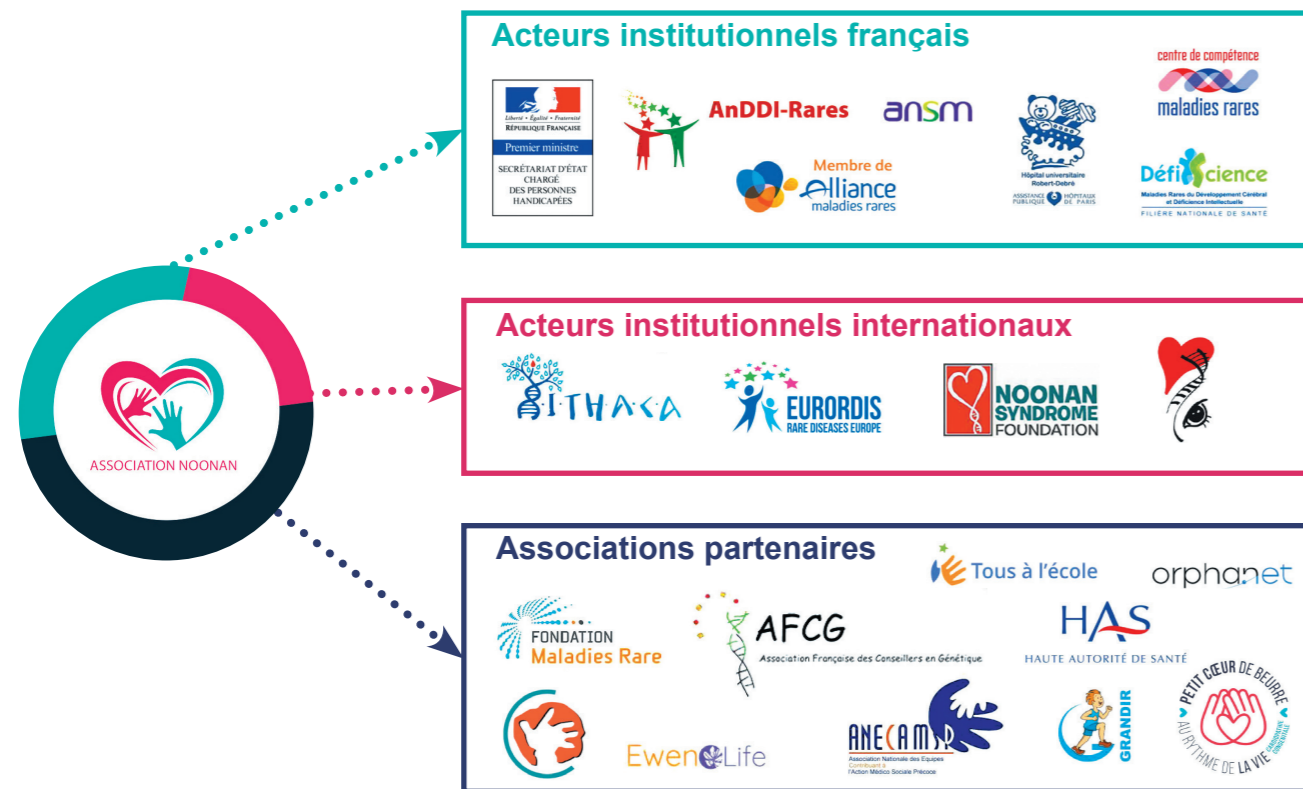 Acteurs institutionnels français
Liberté • Égalité • Fraternité
RÉPUBLIQUE FRANÇAISE
Premier ministre
SECRÉTARIAT D'ÉTAT
CHARGÉ
DES PERSONNES
HANDICAPÉES
AnDDI-Rares
ansm
Membre de
Alliance
maladies rares
Hôpital universitaire
Robert-Debré
ASSISTANCE HÔPITAUX
PUBLIQUE DE PARIS
centre de compétence
maladies rares
DéfiScience
Maladies Rares du Développement Cérébral
et Déficience Intellectuelle
FILIÈRE NATIONALE DE SANTÉ
ASSOCIATION NOONAN
Acteurs institutionnels internationaux
ITHACA
EURORDIS
RARE DISEASES EUROPE
NOONAN
SYNDROME
FOUNDATION
Associations partenaires
Tous à l'école
orphanet
FONDATION
Maladies Rare
AFCG
Association Française des Conseillers en Génétique
HAS
HAUTE AUTORITÉ DE SANTÉ
Ewen Life
ANECAMSP
Association Nationale des Equipes
Contribuant à
l'Action Médico Sociale Précoce
GRANDIR
PETIT CŒUR DE BEURRE
AU RYTHME DE LA VIE
CARDIOPATHIES
CONGÉNITALES